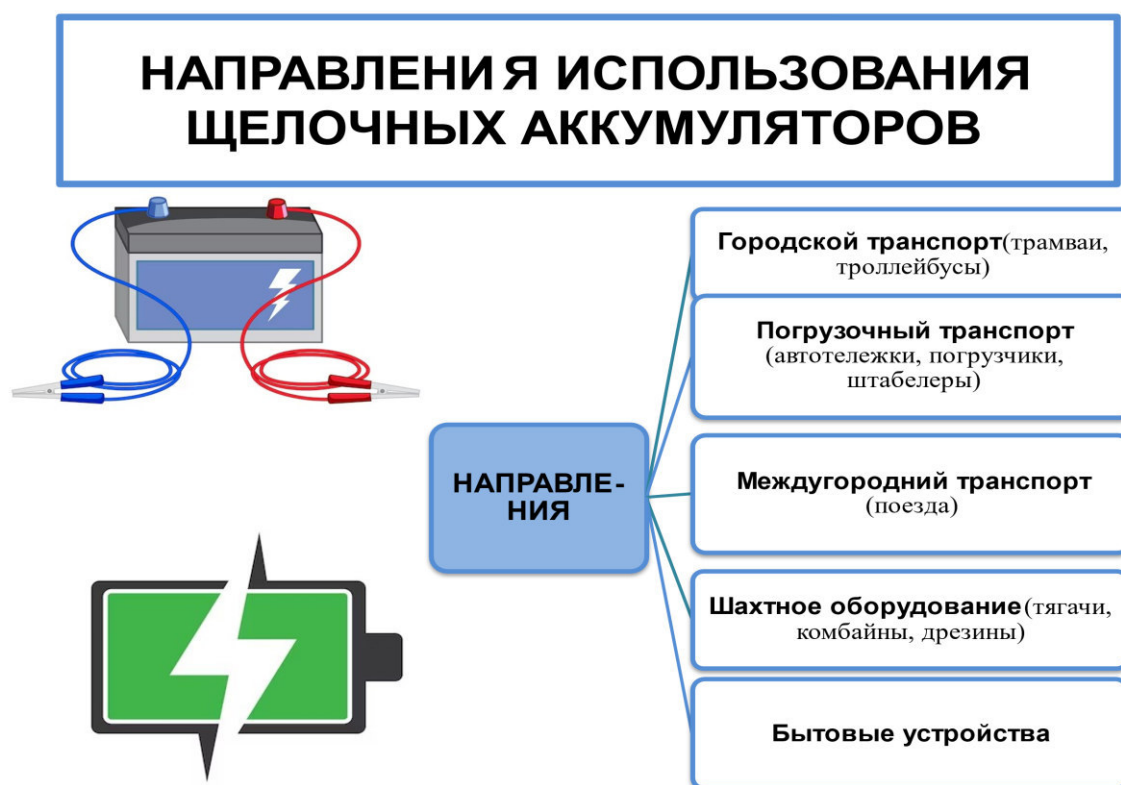 НАПРАВЛЕНИ Я ИСПОЛЬЗОВАНИЯ
ЩЕЛОЧНЫХ АККУМУЛЯТОРОВ
НАПРАВЛЕ-
НИЯ
Городской транспорт(трамваи,
троллейбусы)
Погрузочный транспорт
(автотележки, погрузчики,
штабелеры)
Междугородний транспорт
(поезда)
Шахтное оборудование(тягачи,
комбайны, дрезины)
Бытовые устройства